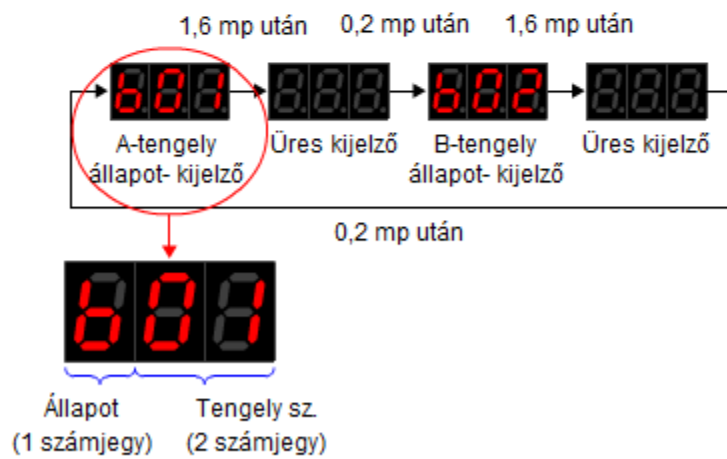 1,6 mp után 0,2 mp után 1,6 mp után
b01 b02
A-tengely Üres kijelző B-tengely Üres kijelző
állapot- kijelző állapot- kijelző
0,2 mp után
b01
Állapot Tengely sz.
(1 számjegy) (2 számjegy)